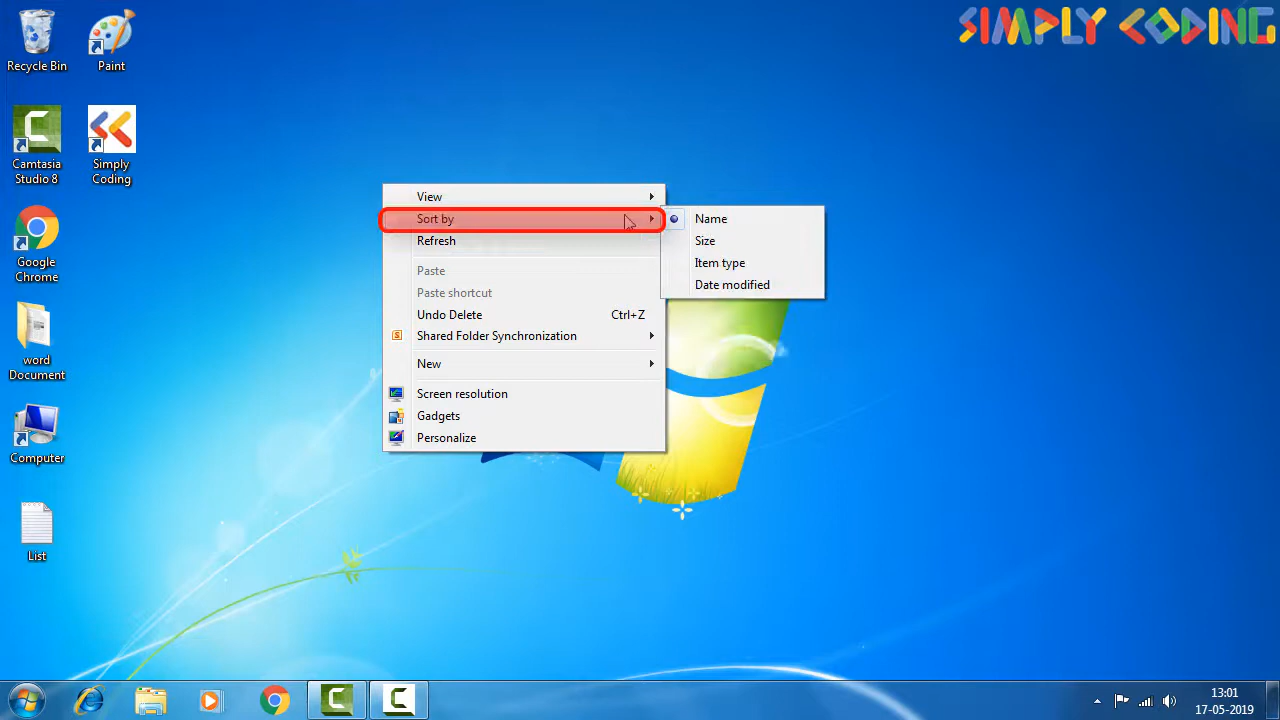 SIMPLY CODING
Recycle Bin
Paint
Camtasia
Studio 8
Simply
Coding
Google
Chrome
word
Document
Computer
List
View
Sort by
Refresh
Paste
Paste shortcut
Undo Delete Ctrl+Z
Shared Folder Synchronization
New
Screen resolution
Gadgets
Personalize
Name
Size
Item type
Date modified
13:01
17-05-2019